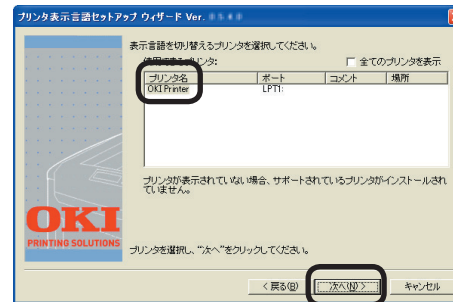 プリンタ表示言語セットアップ ウィザード Ver. 0.5.4.0
表示言語を切り替えるプリンタを選択してください。
使用できるプリンタ:
全てのプリンタを表示
プリンタ名 ポート コメント 場所
OKI Printer LPT1:
プリンタが表示されていない場合、サポートされているプリンタがインストールされ
ていません。
OKI
PRINTING SOLUTIONS
プリンタを選択し、"次へ"をクリックしてください。
< 戻る(B) 次へ(N) > キャンセル